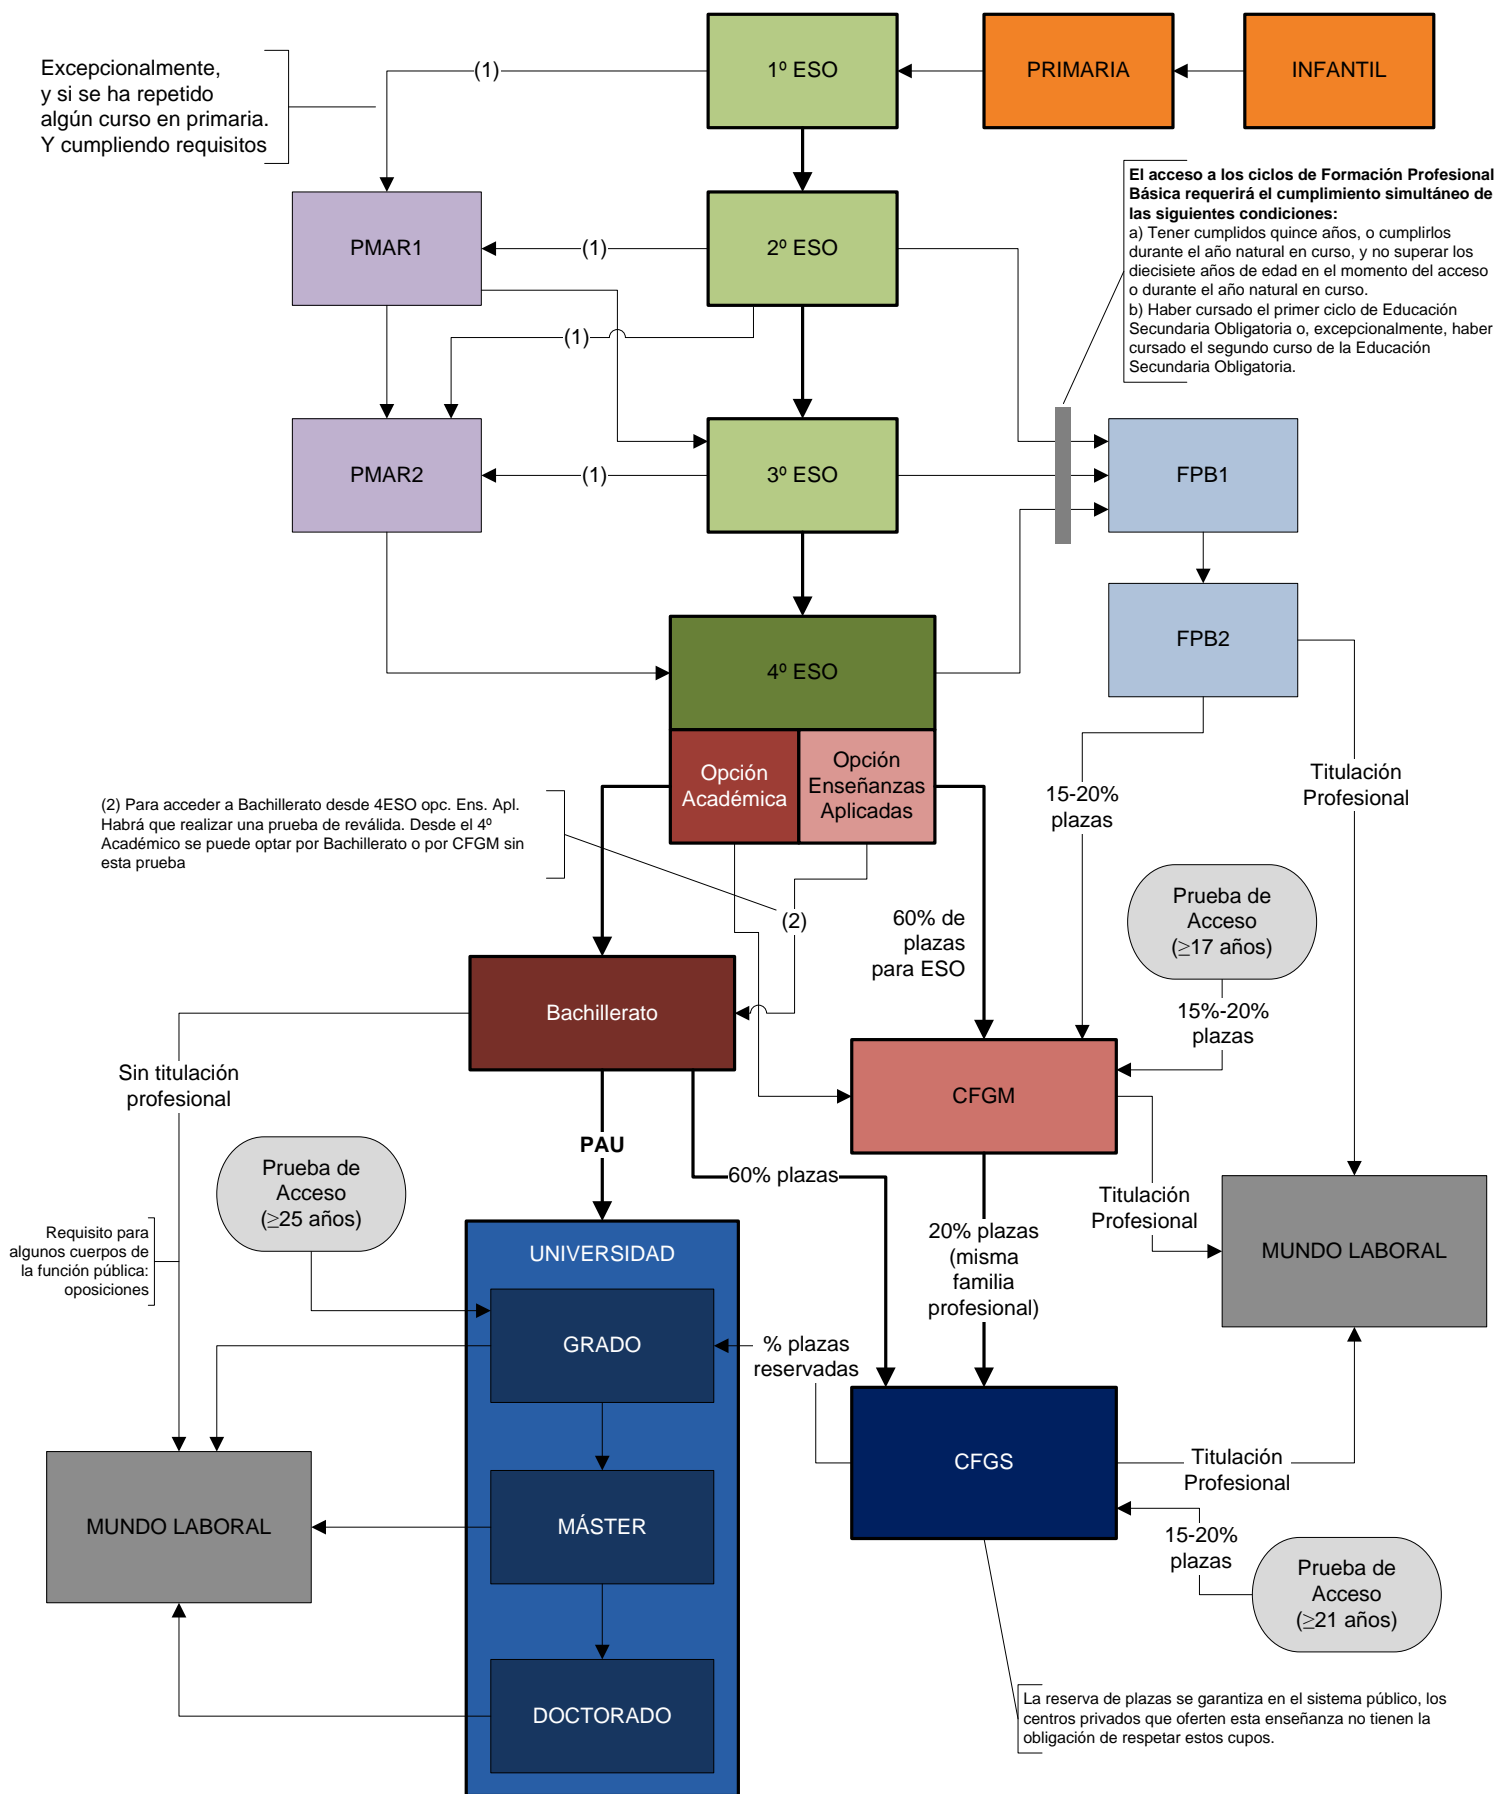 Excepcionalmente,
y si se ha repetido
algún curso en primaria.
Y cumpliendo requisitos
(1)
1º ESO
PRIMARIA
INFANTIL
El acceso a los ciclos de Formación Profesional
Básica requerirá el cumplimiento simultáneo de
las siguientes condiciones:
a) Tener cumplidos quince años, o cumplirlos
durante el año natural en curso, y no superar los
diecisiete años de edad en el momento del acceso
o durante el año natural en curso.
b) Haber cursado el primer ciclo de Educación
Secundaria Obligatoria o, excepcionalmente, haber
cursado el segundo curso de la Educación
Secundaria Obligatoria.
PMAR1
(1)
2º ESO
(1)
PMAR2
(1)
3º ESO
FPB1
4º ESO
FPB2
Opción
Académica
Opción
Enseñanzas
Aplicadas
15-20%
plazas
Titulación
Profesional
(2) Para acceder a Bachillerato desde 4ESO opc. Ens. Apl.
Habrá que realizar una prueba de reválida. Desde el 4º
Académico se puede optar por Bachillerato o por CFGM sin
esta prueba
(2)
60% de
plazas
para ESO
Prueba de
Acceso
(≥17 años)
Bachillerato
15%-20%
plazas
Sin titulación
profesional
CFGM
PAU
60% plazas
Prueba de
Acceso
(≥25 años)
Titulación
Profesional
Requisito para
algunos cuerpos de
la función pública:
oposiciones
UNIVERSIDAD
20% plazas
(misma
familia
profesional)
MUNDO LABORAL
GRADO
% plazas
reservadas
CFGS
Titulación
Profesional
MUNDO LABORAL
MÁSTER
15-20%
plazas
Prueba de
Acceso
(≥21 años)
DOCTORADO
La reserva de plazas se garantiza en el sistema público, los
centros privados que oferten esta enseñanza no tienen la
obligación de respetar estos cupos.